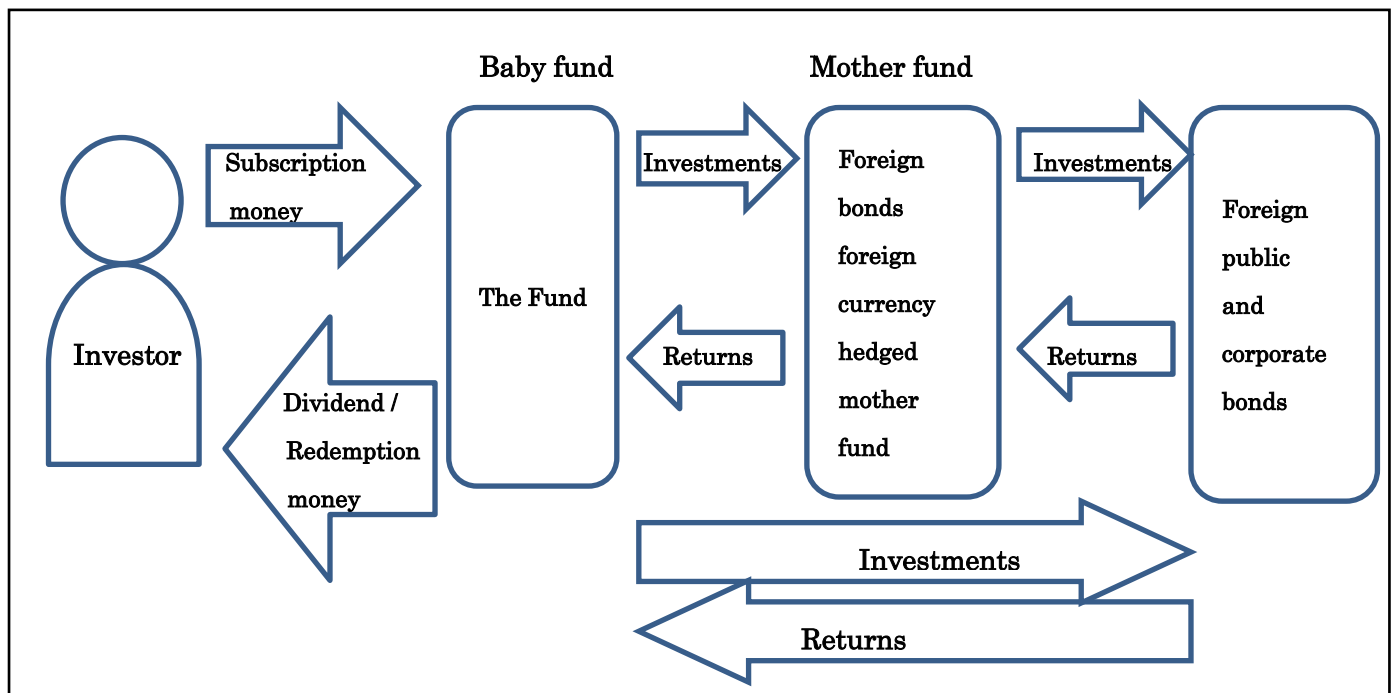 Baby fund
Mother fund
Subscription
money
Investor
Dividend /
Redemption
money
The Fund
Investments
Returns
Foreign
bonds
foreign
currency
hedged
mother
fund
Investments
Returns
Foreign
public
and
corporate
bonds
Investments
Returns